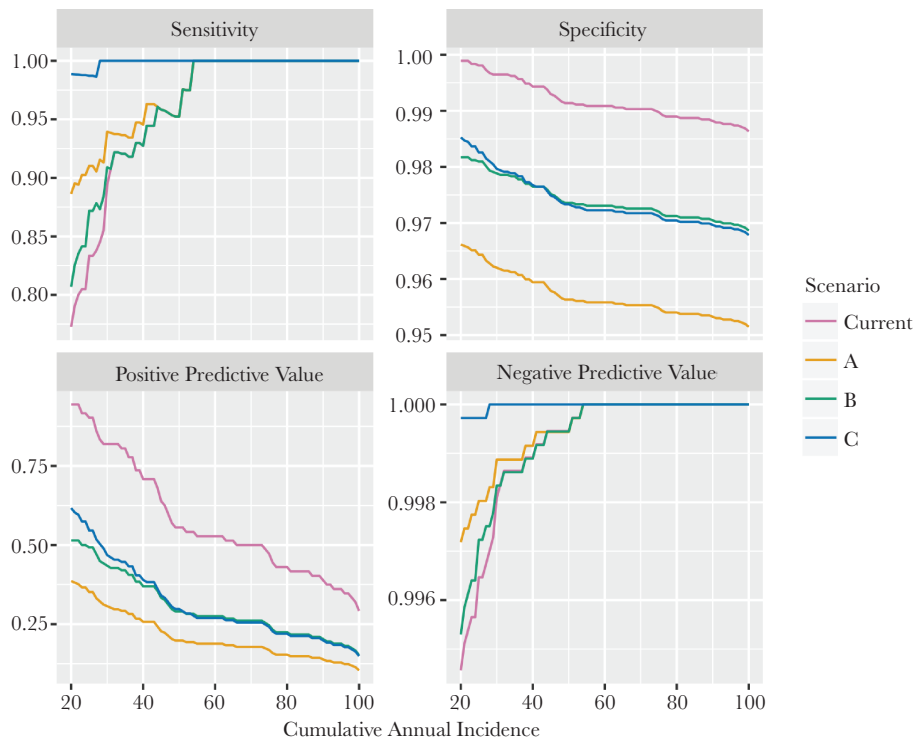 Sensitivity
Specificity
1.00
0.95
0.90
0.85
0.80
1.00
0.99
0.98
0.97
0.96
0.95
Positive Predictive Value
Negative Predictive Value
0.75
0.50
0.25
1.000
0.998
0.996
20 40 60 80 100
20 40 60 80 100
Cumulative Annual Incidence
Scenario
Current
A
B
C